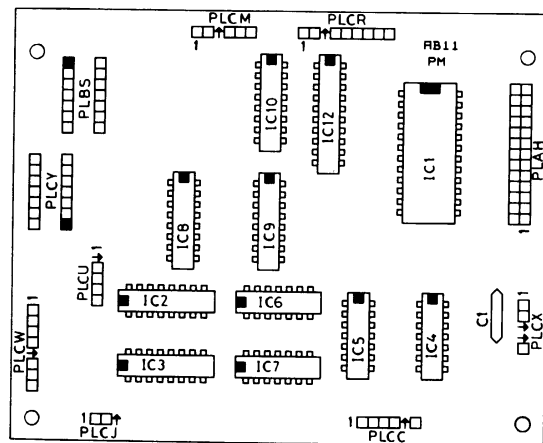 PLCM
PLCR
1
1
RB11
PM
PLBS
IC10
IC12
IC1
PLAH
1
PLCY
IC8
IC9
1
PLCU
IC2
IC6
IC5
IC4
C1
1
PLCX
1
PLCW
IC3
IC7
1
PLCJ
1
PLCC